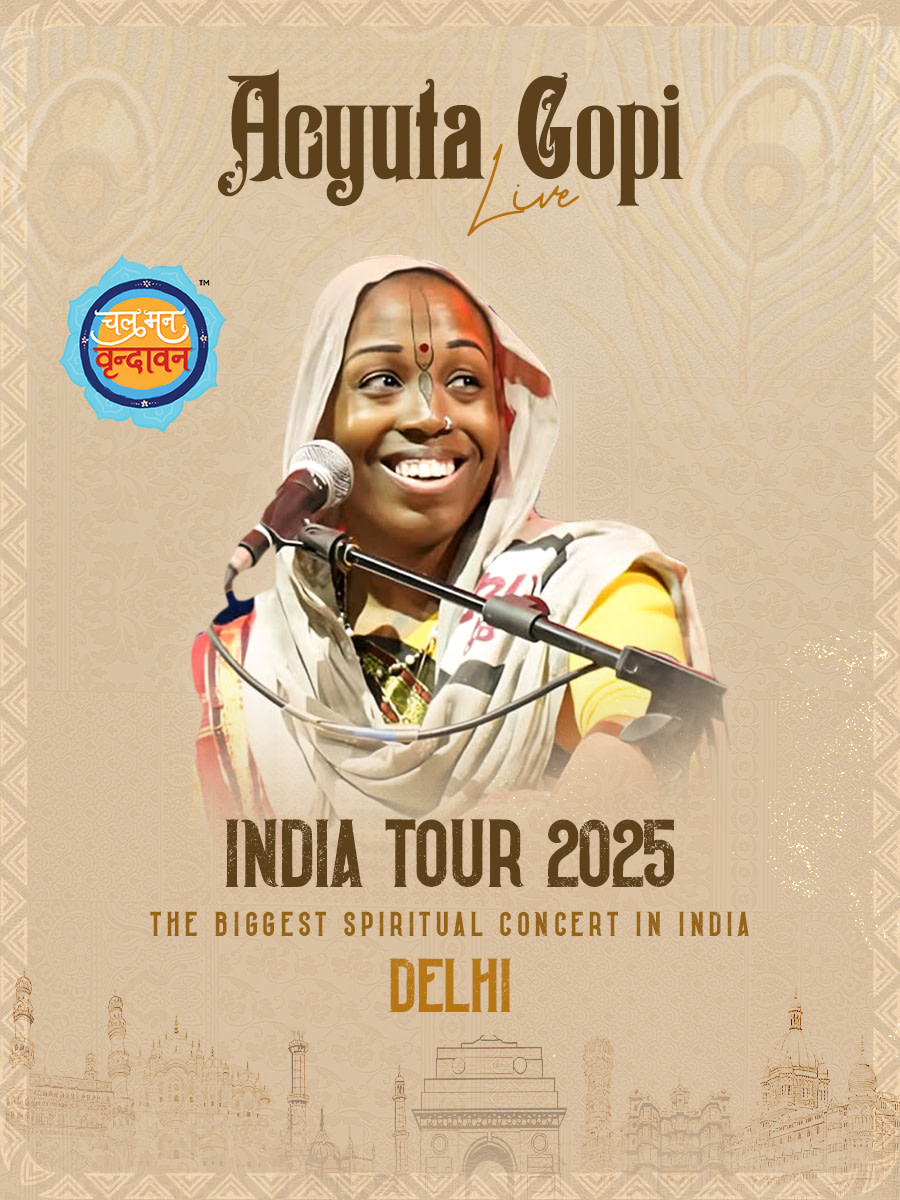 Acyuta Gopi
Live
TM
चल मन
वृन्दावन
INDIA TOUR 2025
THE BIGGEST SPIRITUAL CONCERT IN INDIA
DELHI